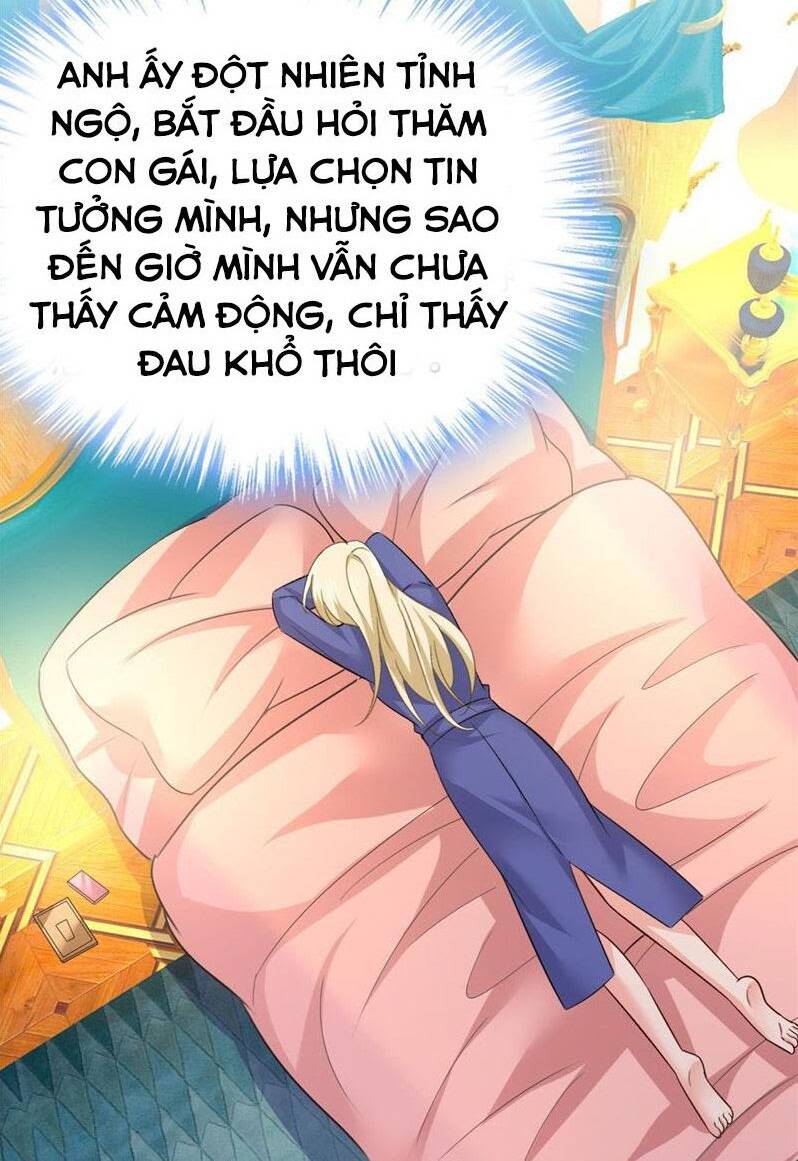 ANH ẤY ĐỘT NHIÊN TỈNH
NGỘ, BẮT ĐẦU HỎI THĂM
CON GÁI, LỰA CHỌN TIN
TƯỞNG MÌNH, NHƯNG SAO
ĐẾN GIỜ MÌNH VẪN CHƯA
THẤY CẢM ĐỘNG, CHỈ THẤY
ĐAU KHỔ THÔI